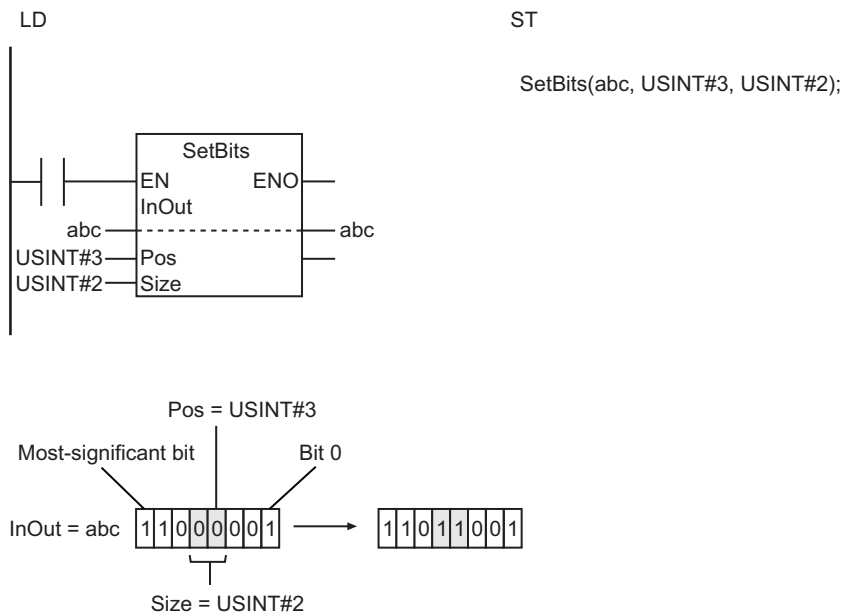 LD
ST
SetBits(abc, USINT#3, USINT#2);
SetBits
EN ENO
InOut
abc abc
USINT#3 Pos
USINT#2 Size
Pos = USINT#3
Most-significant bit Bit 0
InOut = abc 1 1 0 0 0 0 0 1 1 1 0 1 1 0 0 1
Size = USINT#2